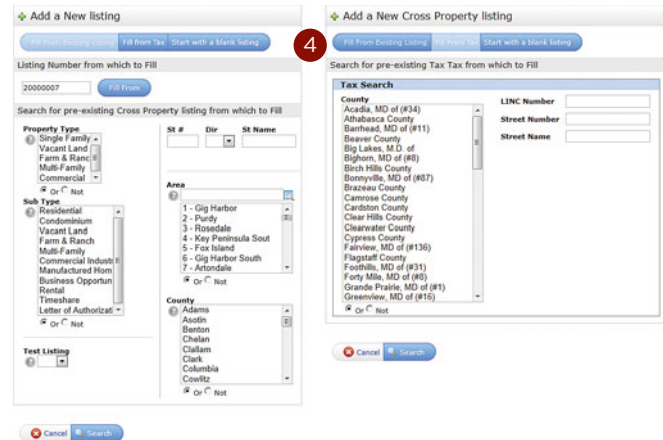 Add a New listing
Fill From Existing Listing Fill from Tax Start with a blank listing
Listing Number from which to Fill
20000007 Fill From
Search for pre-existing Cross Property listing from which to Fill
Property Type
Single Family
Vacant Land
Farm & Ranc
Multi-Family
Commercial
Or Not
Sub Type
Residential
Condominium
Vacant Land
Farm & Ranch
Multi-Family
Commercial Industri
Manufactured Hom
Business Opportun
Rental
Timeshare
Letter of Authorizati
Or Not
Test Listing
St # Dir St Name
Area
1 - Gig Harbor
2 - Purdy
3 - Rosedale
4 - Key Peninsula Sout
5 - Fox Island
6 - Gig Harbor South
7 - Artondale
Or Not
County
Adams
Asotin
Benton
Chelan
Clallam
Clark
Columbia
Cowlitz
Or Not
Cancel Search
4
Add a New Cross Property listing
Fill From Existing Listing Fill From Tax Start with a blank listing
Search for pre-existing Tax Tax from which to Fill
Tax Search
County
Acadia, MD of (#34)
Athabasca County
Barrhead, MD of (#11)
Beaver County
Big Lakes, M.D. of
Bighorn, MD of (#8)
Birch Hills County
Bonnyville, MD of (#87)
Brazeau County
Camrose County
Cardston County
Clear Hills County
Clearwater County
Cypress County
Fairview, MD of (#136)
Flagstaff County
Foothills, MD of (#31)
Forty Mile, MD of (#8)
Grande Prairie, MD of (#1)
Greenview, MD of (#16)
Or Not
LINC Number
Street Number
Street Name
Cancel Search